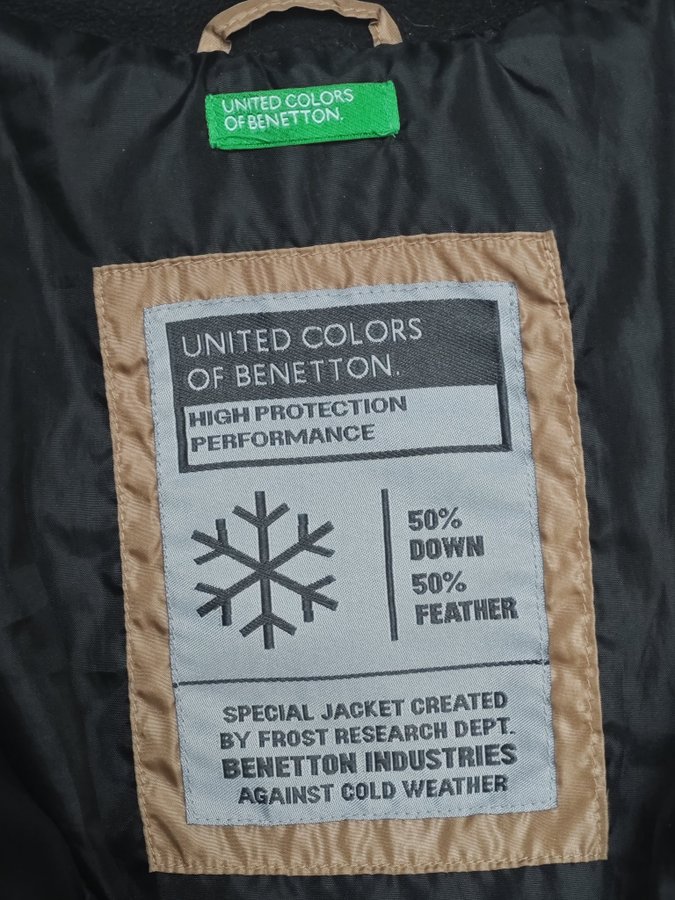 UNITED COLORS
OF BENETTON.
UNITED COLORS
OF BENETTON.
HIGH PROTECTION
PERFORMANCE
50%
DOWN
50%
FEATHER
SPECIAL JACKET CREATED
BY FROST RESEARCH DEPT.
BENETTON INDUSTRIES
AGAINST COLD WEATHER